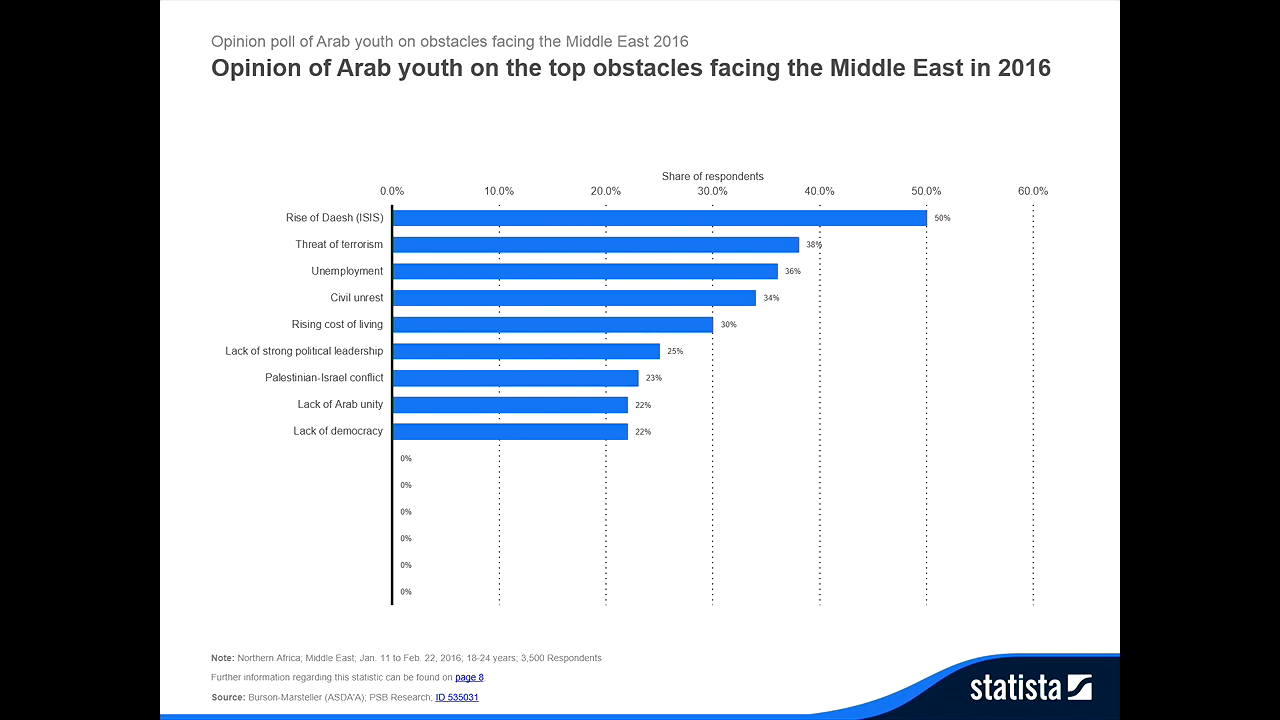 Opinion poll of Arab youth on obstacles facing the Middle East 2016
Opinion of Arab youth on the top obstacles facing the Middle East in 2016
Share of respondents
0.0% 10.0% 20.0% 30.0% 40.0% 50.0% 60.0%
Rise of Daesh (ISIS) 50%
Threat of terrorism 38%
Unemployment 36%
Civil unrest 34%
Rising cost of living 30%
Lack of strong political leadership 25%
Palestinian-Israel conflict 23%
Lack of Arab unity 22%
Lack of democracy 22%
0%
0%
0%
0%
0%
0%
Note: Northern Africa; Middle East; Jan. 11 to Feb. 22, 2016; 18-24 years; 3,500 Respondents
Further information regarding this statistic can be found on page 8.
Source: Burson-Marsteller (ASDA'A); PSB Research; ID 535031
statista